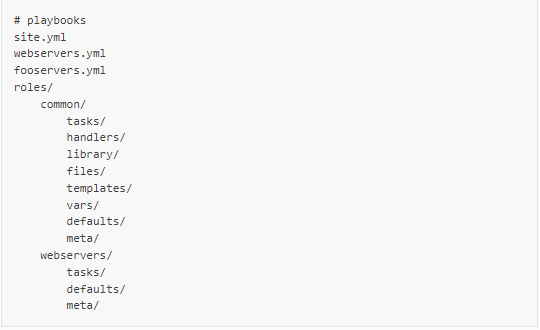 # playbooks
site.yml
webservers.yml
fooservers.yml
roles/
    common/
        tasks/
        handlers/
        library/
        files/
        templates/
        vars/
        defaults/
        meta/
    webservers/
        tasks/
        defaults/
        meta/